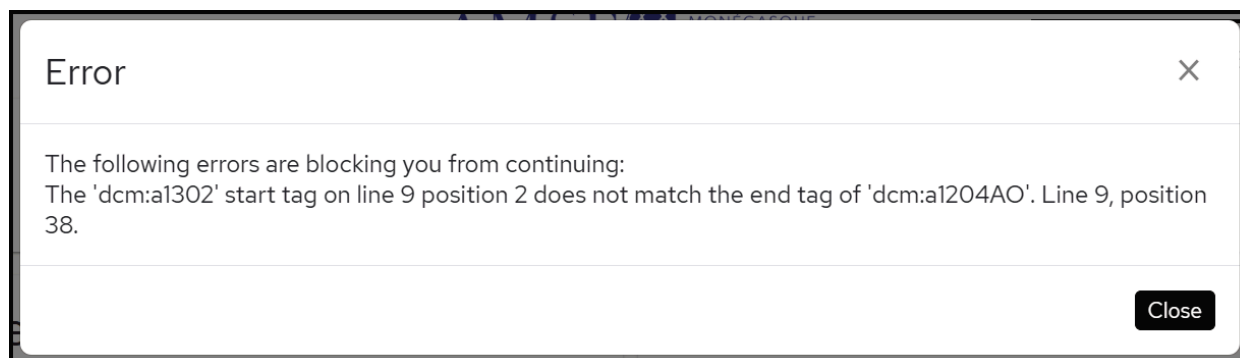 MONÉGASQUE
Error
The following errors are blocking you from continuing:
The 'dcm:a1302' start tag on line 9 position 2 does not match the end tag of 'dcm:a1204AO'. Line 9, position
38.
Close